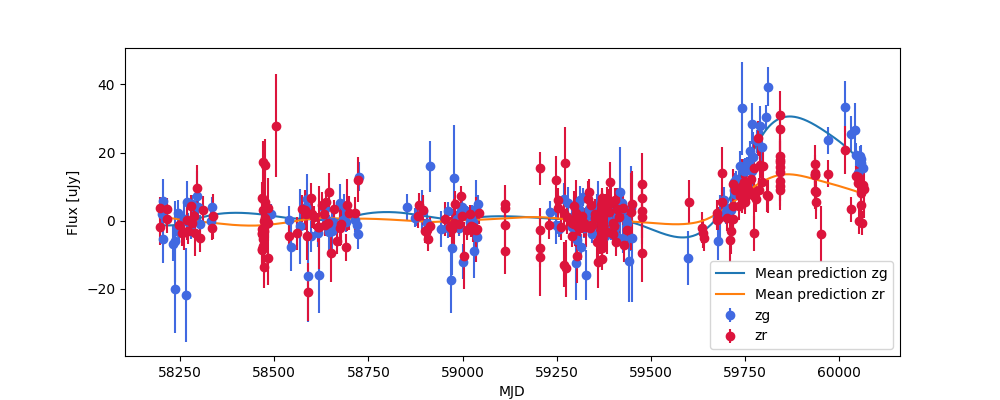 40
20
0
−20
Flux [uJy]
58250 58500 58750 59000 59250 59500 59750 60000
MJD
Mean prediction zg
Mean prediction zr
zg
zr